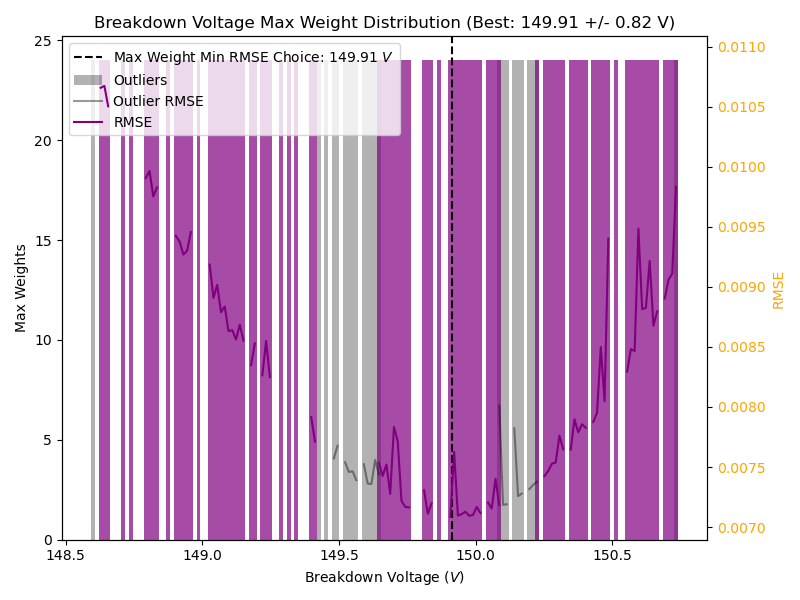 Breakdown Voltage Max Weight Distribution (Best: 149.91 +/- 0.82 V)
Max Weight Min RMSE Choice: 149.91 V
Outliers
Outlier RMSE
RMSE
Max Weights
25
20
15
10
5
0
148.5 149.0 149.5 150.0 150.5
Breakdown Voltage (V)
0.0110
0.0105
0.0100
0.0095
0.0090
0.0085
0.0080
0.0075
0.0070
RMSE